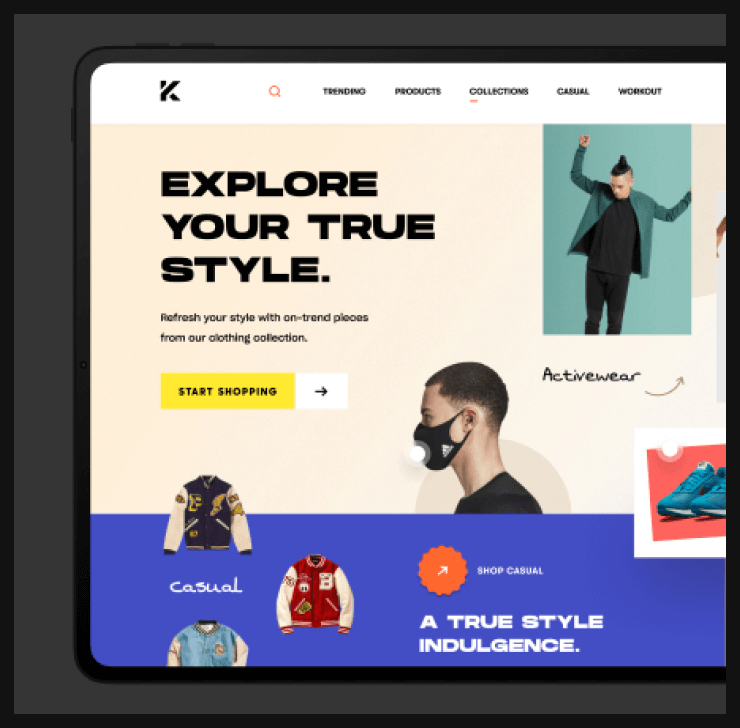 K
TRENDING PRODUCTS COLLECTIONS CASUAL WORKOUT
EXPLORE
YOUR TRUE
STYLE.
Refresh your style with on-trend pieces
from our clothing collection.
START SHOPPING →
Activewear
Casual
SHOP CASUAL
A TRUE STYLE
INDULGENCE.